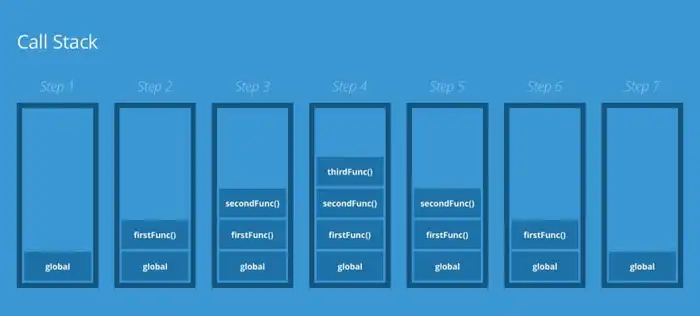 Call Stack
Step 1 Step 2 Step 3 Step 4 Step 5 Step 6 Step 7
thirdFunc()
secondFunc() secondFunc() secondFunc()
firstFunc() firstFunc() firstFunc() firstFunc() firstFunc()
global global global global global global global